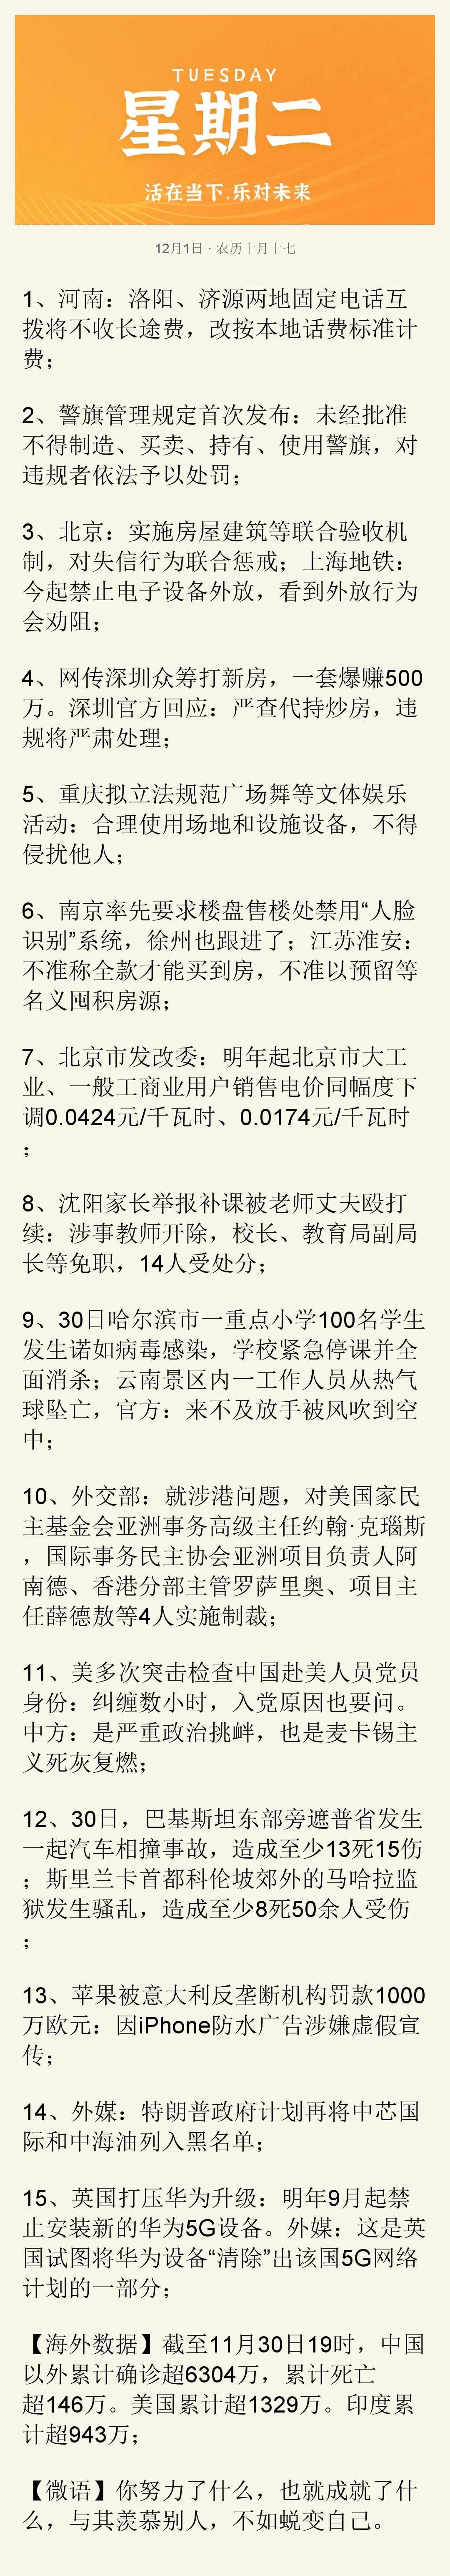 TUESDAY
星期二
活在当下.乐对未来
12月1日 · 农历十月十七
1、河南：洛阳、济源两地固定电话互
拨将不收长途费，改按本地话费标准计
费；
2、警旗管理规定首次发布：未经批准
不得制造、买卖、持有、使用警旗，对
违规者依法予以处罚；
3、北京：实施房屋建筑等联合验收机
制，对失信行为联合惩戒；上海地铁：
今起禁止电子设备外放，看到外放行为
会劝阻；
4、网传深圳众筹打新房，一套爆赚500
万。深圳官方回应：严查代持炒房，违
规将严肃处理；
5、重庆拟立法规范广场舞等文体娱乐
活动：合理使用场地和设施设备，不得
侵扰他人；
6、南京率先要求楼盘售楼处禁用“人脸
识别”系统，徐州也跟进了；江苏淮安：
不准称全款才能买到房，不准以预留等
名义囤积房源；
7、北京市发改委：明年起北京市大工
业、一般工商业用户销售电价同幅度下
调0.0424元/千瓦时、0.0174元/千瓦时
；
8、沈阳家长举报补课被老师丈夫殴打
续：涉事教师开除，校长、教育局副局
长等免职，14人受处分；
9、30日哈尔滨市一重点小学100名学生
发生诺如病毒感染，学校紧急停课并全
面消杀；云南景区内一工作人员从热气
球坠亡，官方：来不及放手被风吹到空
中；
10、外交部：就涉港问题，对美国家民
主基金会亚洲事务高级主任约翰·克瑙斯
，国际事务民主协会亚洲项目负责人阿
南德、香港分部主管罗萨里奥、项目主
任薛德敖等4人实施制裁；
11、美多次突击检查中国赴美人员党员
身份：纠缠数小时，入党原因也要问。
中方：是严重政治挑衅，也是麦卡锡主
义死灰复燃；
12、30日，巴基斯坦东部旁遮普省发生
一起汽车相撞事故，造成至少13死15伤
；斯里兰卡首都科伦坡郊外的马哈拉监
狱发生骚乱，造成至少8死50余人受伤
；
13、苹果被意大利反垄断机构罚款1000
万欧元：因iPhone防水广告涉嫌虚假宣
传；
14、外媒：特朗普政府计划再将中芯国
际和中海油列入黑名单；
15、英国打压华为升级：明年9月起禁
止安装新的华为5G设备。外媒：这是英
国试图将华为设备“清除”出该国5G网络
计划的一部分；
【海外数据】截至11月30日19时，中国
以外累计确诊超6304万，累计死亡
超146万。美国累计超1329万。印度累
计超943万；
【微语】你努力了什么，也就成就了什
么，与其羡慕别人，不如蜕变自己。